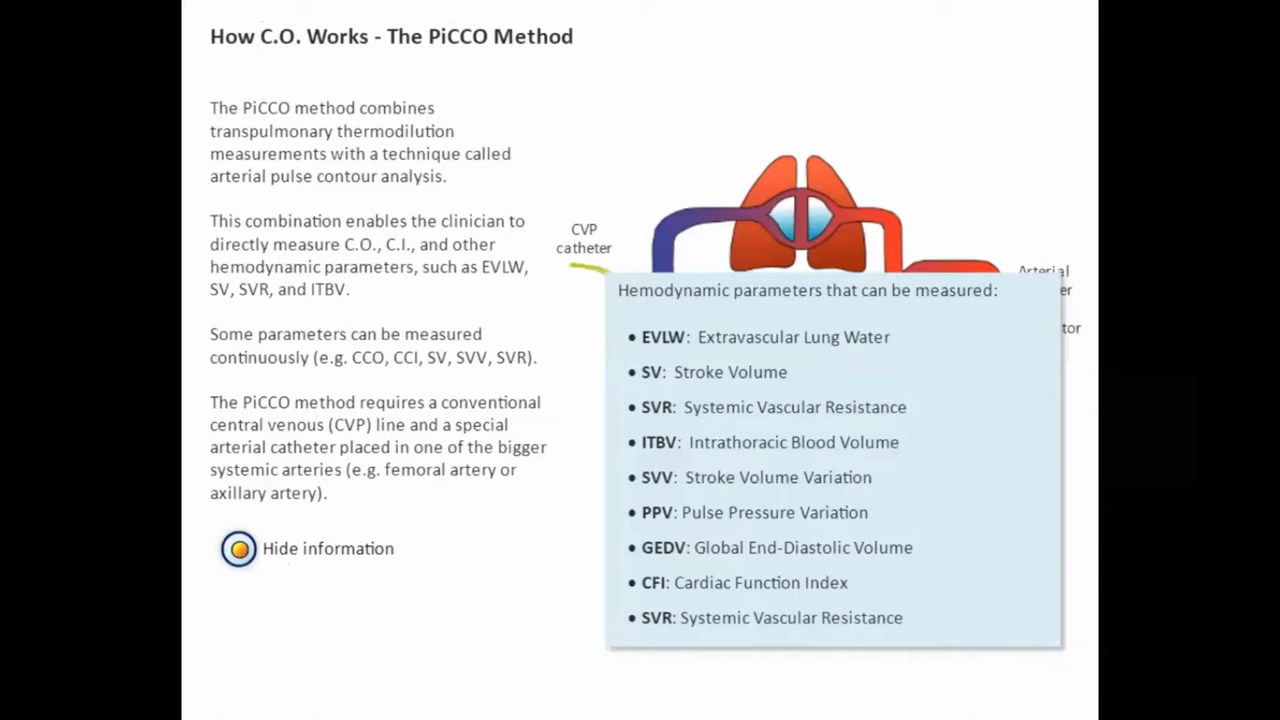 How C.O. Works - The PiCCO Method
The PiCCO method combines
transpulmonary thermodilution
measurements with a technique called
arterial pulse contour analysis.
This combination enables the clinician to
directly measure C.O., C.I., and other
hemodynamic parameters, such as EVLW,
SV, SVR, and ITBV.
Some parameters can be measured
continuously (e.g. CCO, CCI, SV, SVV, SVR).
The PiCCO method requires a conventional
central venous (CVP) line and a special
arterial catheter placed in one of the bigger
systemic arteries (e.g. femoral artery or
axillary artery).
Hide information
CVP
catheter
Arterial
Hemodynamic parameters that can be measured:
• EVLW: Extravascular Lung Water
• SV: Stroke Volume
• SVR: Systemic Vascular Resistance
• ITBV: Intrathoracic Blood Volume
• SVV: Stroke Volume Variation
• PPV: Pulse Pressure Variation
• GEDV: Global End-Diastolic Volume
• CFI: Cardiac Function Index
• SVR: Systemic Vascular Resistance